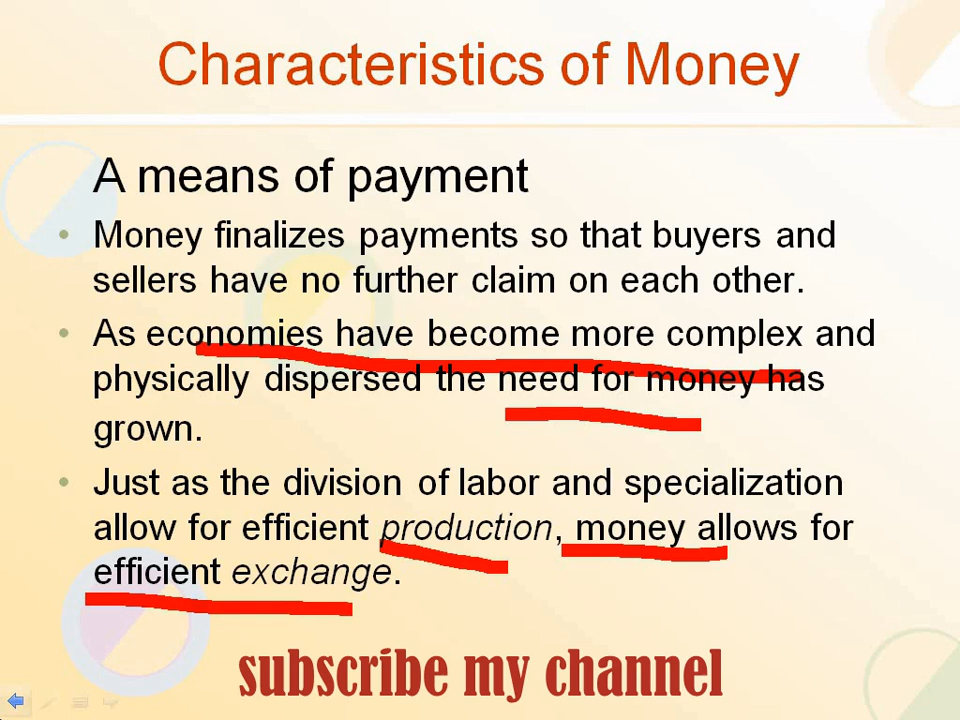 Characteristics of Money
A means of payment
• Money finalizes payments so that buyers and
sellers have no further claim on each other.
• As economies have become more complex and
physically dispersed the need for money has
grown.
• Just as the division of labor and specialization
allow for efficient production, money allows for
efficient exchange.
subscribe my channel